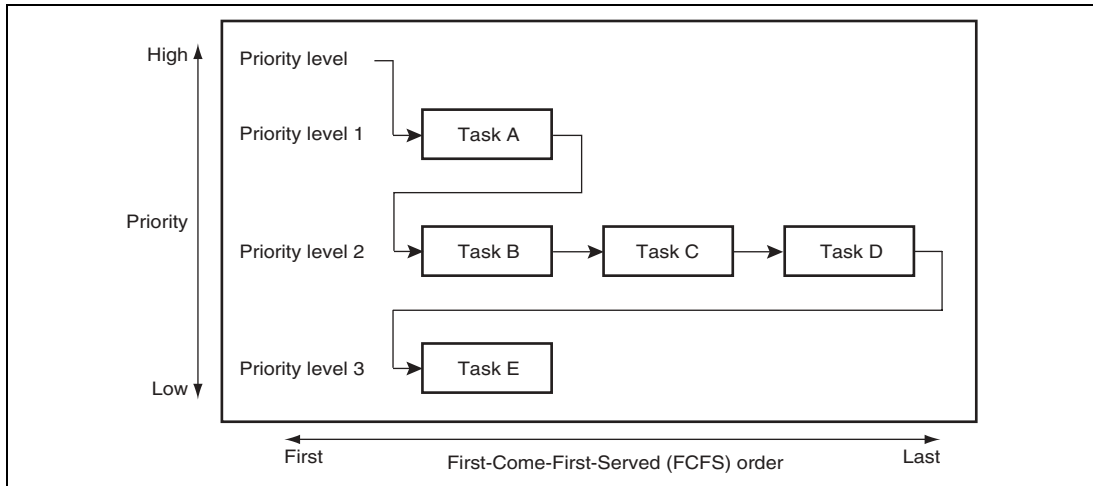 High
Priority level
Priority level 1
Task A
Priority
Priority level 2
Task B
Task C
Task D
Priority level 3
Task E
Low
First
First-Come-First-Served (FCFS) order
Last